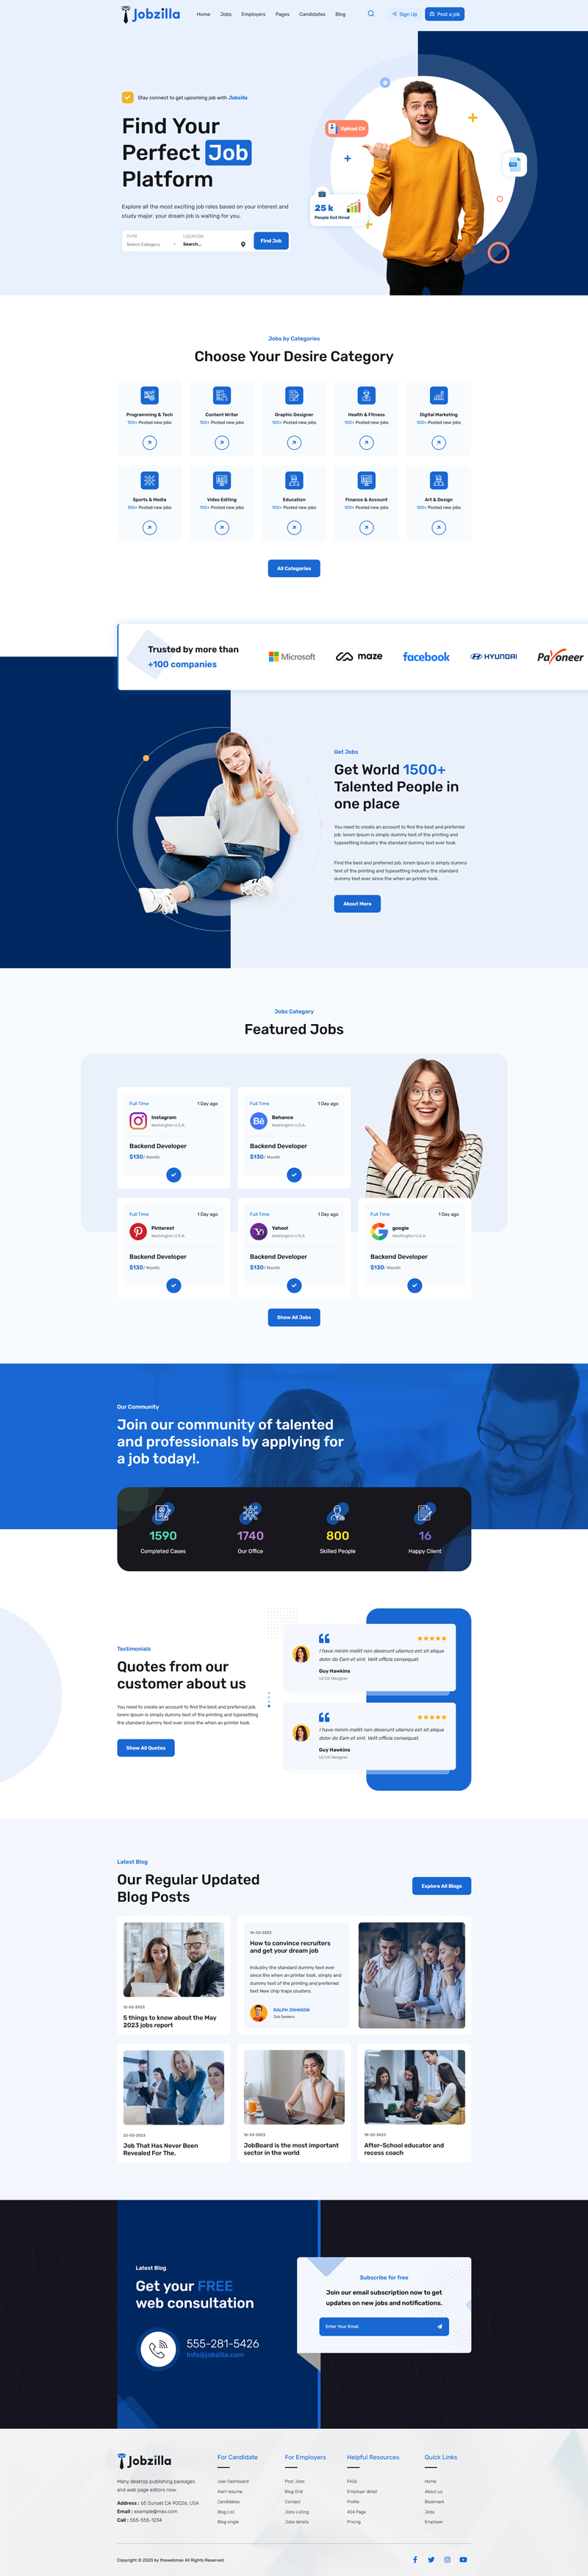 Jobzilla
Home Jobs Employers Pages Candidates Blog
Sign Up Post a job
Stay connect to get upcoming job with Jobzilla
Find Your
Perfect Job
Platform
Explore all the most exciting job roles based on your interest and
study major, your dream job is waiting for you.
TYPE LOCATION
Select Category Search...
Find Job
Upload CV
25 k
People Got Hired
Jobs by Categories
Choose Your Desire Category
Programming & Tech Content Writer Graphic Designer Health & Fitness Digital Marketing
100+ Posted new jobs 100+ Posted new jobs 100+ Posted new jobs 100+ Posted new jobs 100+ Posted new jobs
Sports & Media Video Editing Education Finance & Account Art & Design
100+ Posted new jobs 100+ Posted new jobs 100+ Posted new jobs 100+ Posted new jobs 100+ Posted new jobs
All Categories
Trusted by more than
+100 companies
Microsoft maze facebook HYUNDAI Payoneer
Get Jobs
Get World 1500+
Talented People in
one place
You need to create an account to find the best and preferred
job. lorem Ipsum is simply dummy text of the printing and
typesetting industry the standard dummy text ever took.
Find the best and preferred job. lorem Ipsum is simply dummy
text of the printing and typesetting industry the standard
dummy text ever since the when an printer took.
About More
Jobs Category
Featured Jobs
Full Time 1 Day ago
Instagram
Washington U.S.A.
Backend Developer
$130/ Month
Full Time 1 Day ago
Behance
Washington U.S.A.
Backend Developer
$130/ Month
Full Time 1 Day ago
Pinterest
Washington U.S.A.
Backend Developer
$130/ Month
Full Time 1 Day ago
Yahoo!
Washington U.S.A.
Backend Developer
$130/ Month
Full Time 1 Day ago
google
Washington U.S.A.
Backend Developer
$130/ Month
Show All Jobs
Our Community
Join our community of talented
and professionals by applying for
a job today!.
1590 1740 800 16
Completed Cases Our Office Skilled People Happy Client
Testimonials
Quotes from our
customer about us
You need to create an account to find the best and preferred job.
lorem Ipsum is simply dummy text of the printing and typesetting
the standard dummy text ever since the when an printer took.
Show All Quotes
I have minim mollit non deserunt ullamco est sit aliqua
dolor do Eam et sint. Velit officia consequat.
Guy Hawkins
UI/UX Designer
I have minim mollit non deserunt ullamco est sit aliqua
dolor do Eam et sint. Velit officia consequat.
Guy Hawkins
UI/UX Designer
Latest Blog
Our Regular Updated
Blog Posts
Explore All Blogs
12-02-2023
5 things to know about the May
2023 jobs report
16-03-2023
How to convince recruiters
and get your dream job
Industry the standard dummy text ever
since the when an printer took. simply and
dummy text of the printing and preferred
text New chip traps clusters.
RALPH JOHNSON
Job Seekers
22-02-2023
Job That Has Never Been
Revealed For The.
16-02-2023
JobBoard is the most important
sector in the world
18-02-2023
After-School educator and
recess coach
Latest Blog
Get your FREE
web consultation
555-281-5426
Info@jobzilla.com
Subscribe for free
Join our email subscription now to get
updates on new jobs and notifications.
Enter Your Email
Jobzilla
Many desktop publishing packages
and web page editors now.
Address : 65 Sunset CA 90026, USA
Email : example@max.com
Call : 555-555-1234
For Candidate
User Dashboard
Alert resume
Candidates
Blog List
Blog single
For Employers
Post Jobs
Blog Grid
Contact
Jobs Listing
Jobs details
Helpful Resources
FAQs
Employer detail
Profile
404 Page
Pricing
Quick Links
Home
About us
Bookmark
Jobs
Employer
Copyright © 2023 by thewebmax All Rights Reserved.